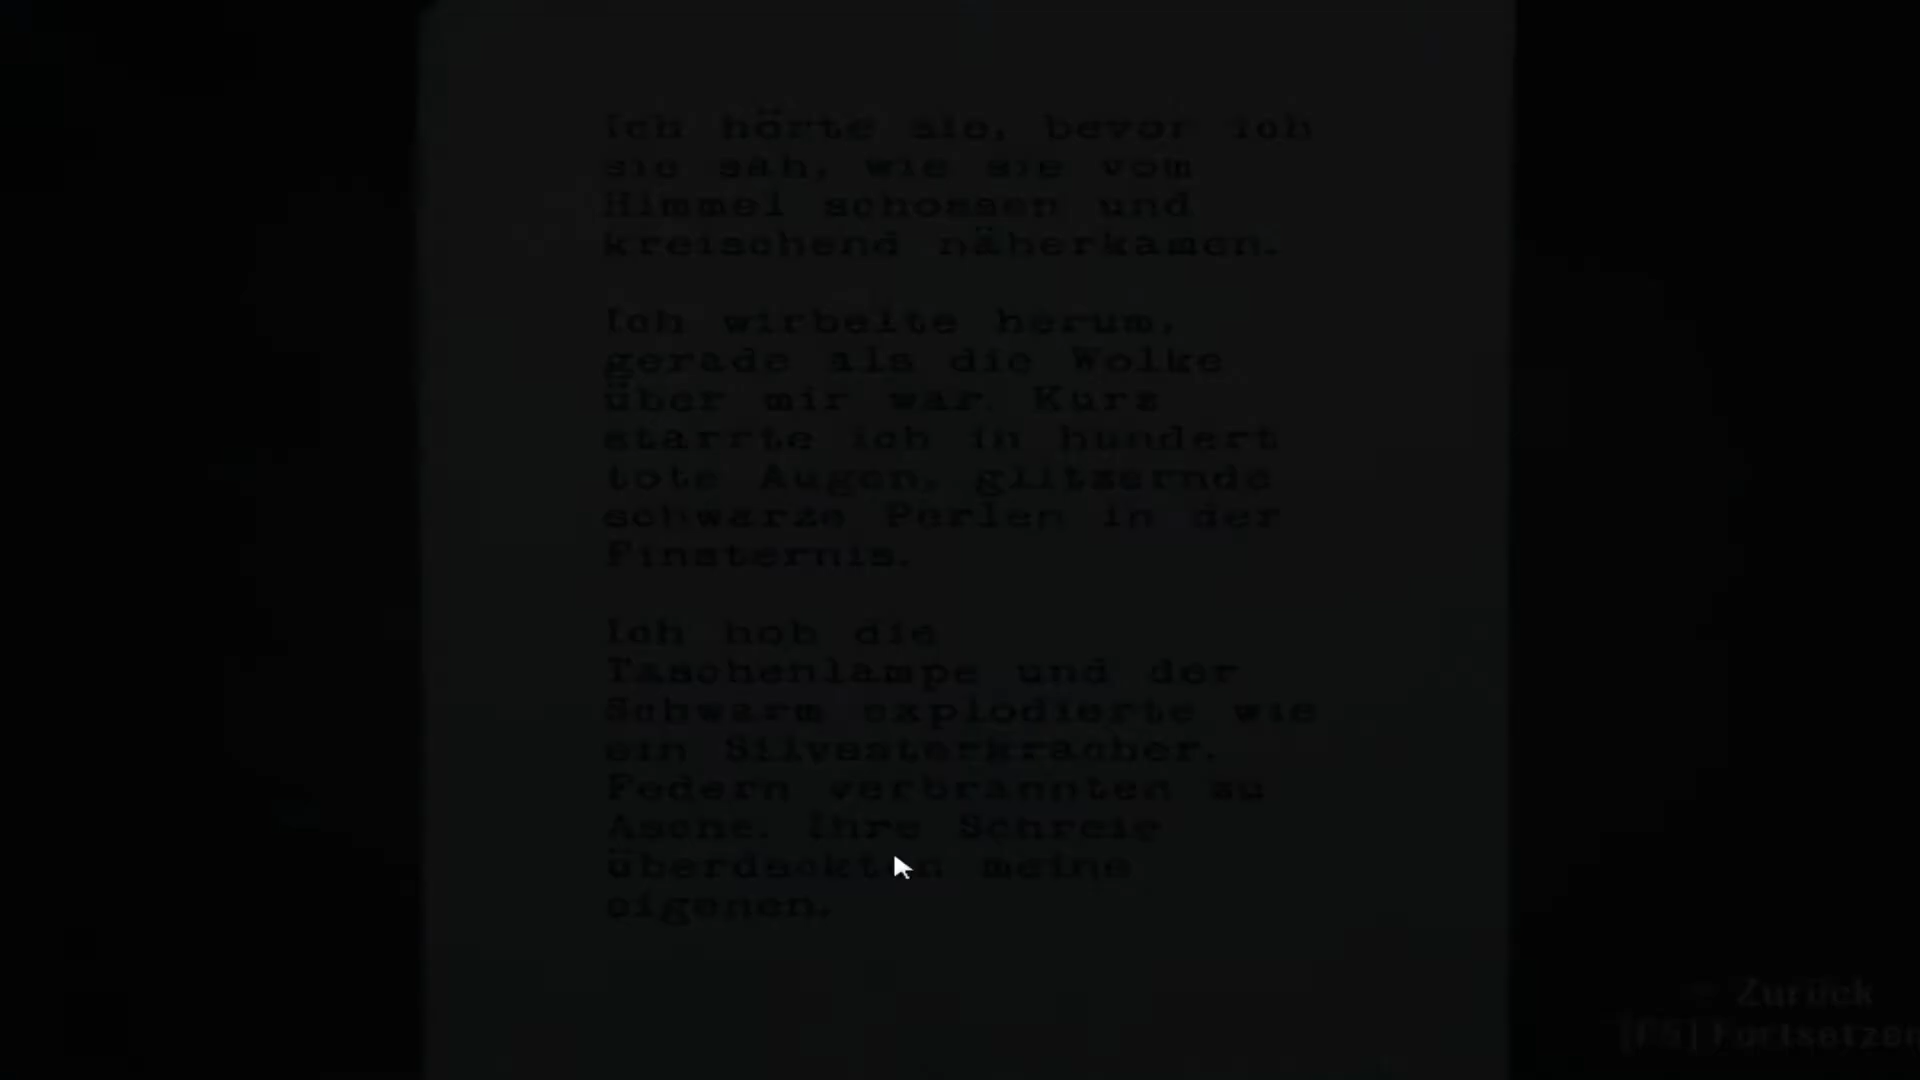 Ich hörte sie, bevor ich
sie sah, wie sie vom
Himmel schossen und
kreischend näherkamen.
Ich wirbelte herum,
gerade als die Wolke
über mir war. Kurz
starrte ich in hundert
tote Augen, glitzernde
schwarze Perlen in der
Finsternis.
Ich hob die
Taschenlampe und der
Schwarm explodierte wie
ein Silvesterkracher.
Federn verbrannten zu
Asche. Ihre Schreie
überdeckten meine
eigenen.
Zurück
Fortsetzen